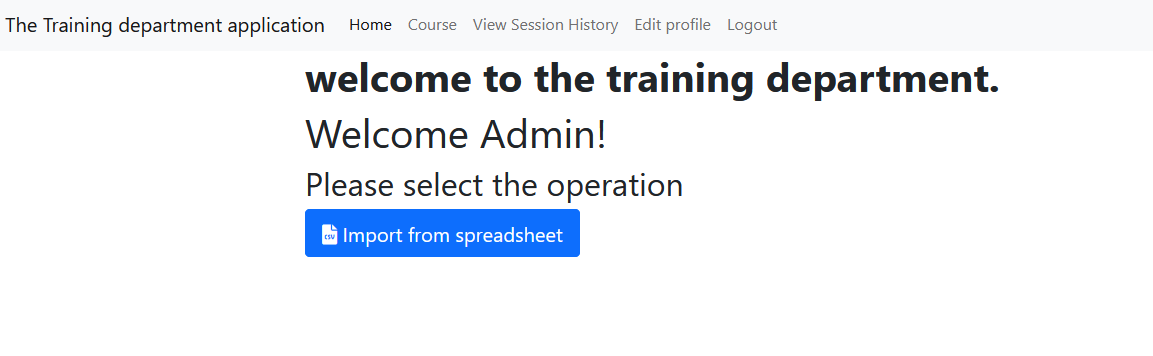 The Training department application Home Course View Session History Edit profile Logout
welcome to the training department.
Welcome Admin!
Please select the operation
CSV Import from spreadsheet